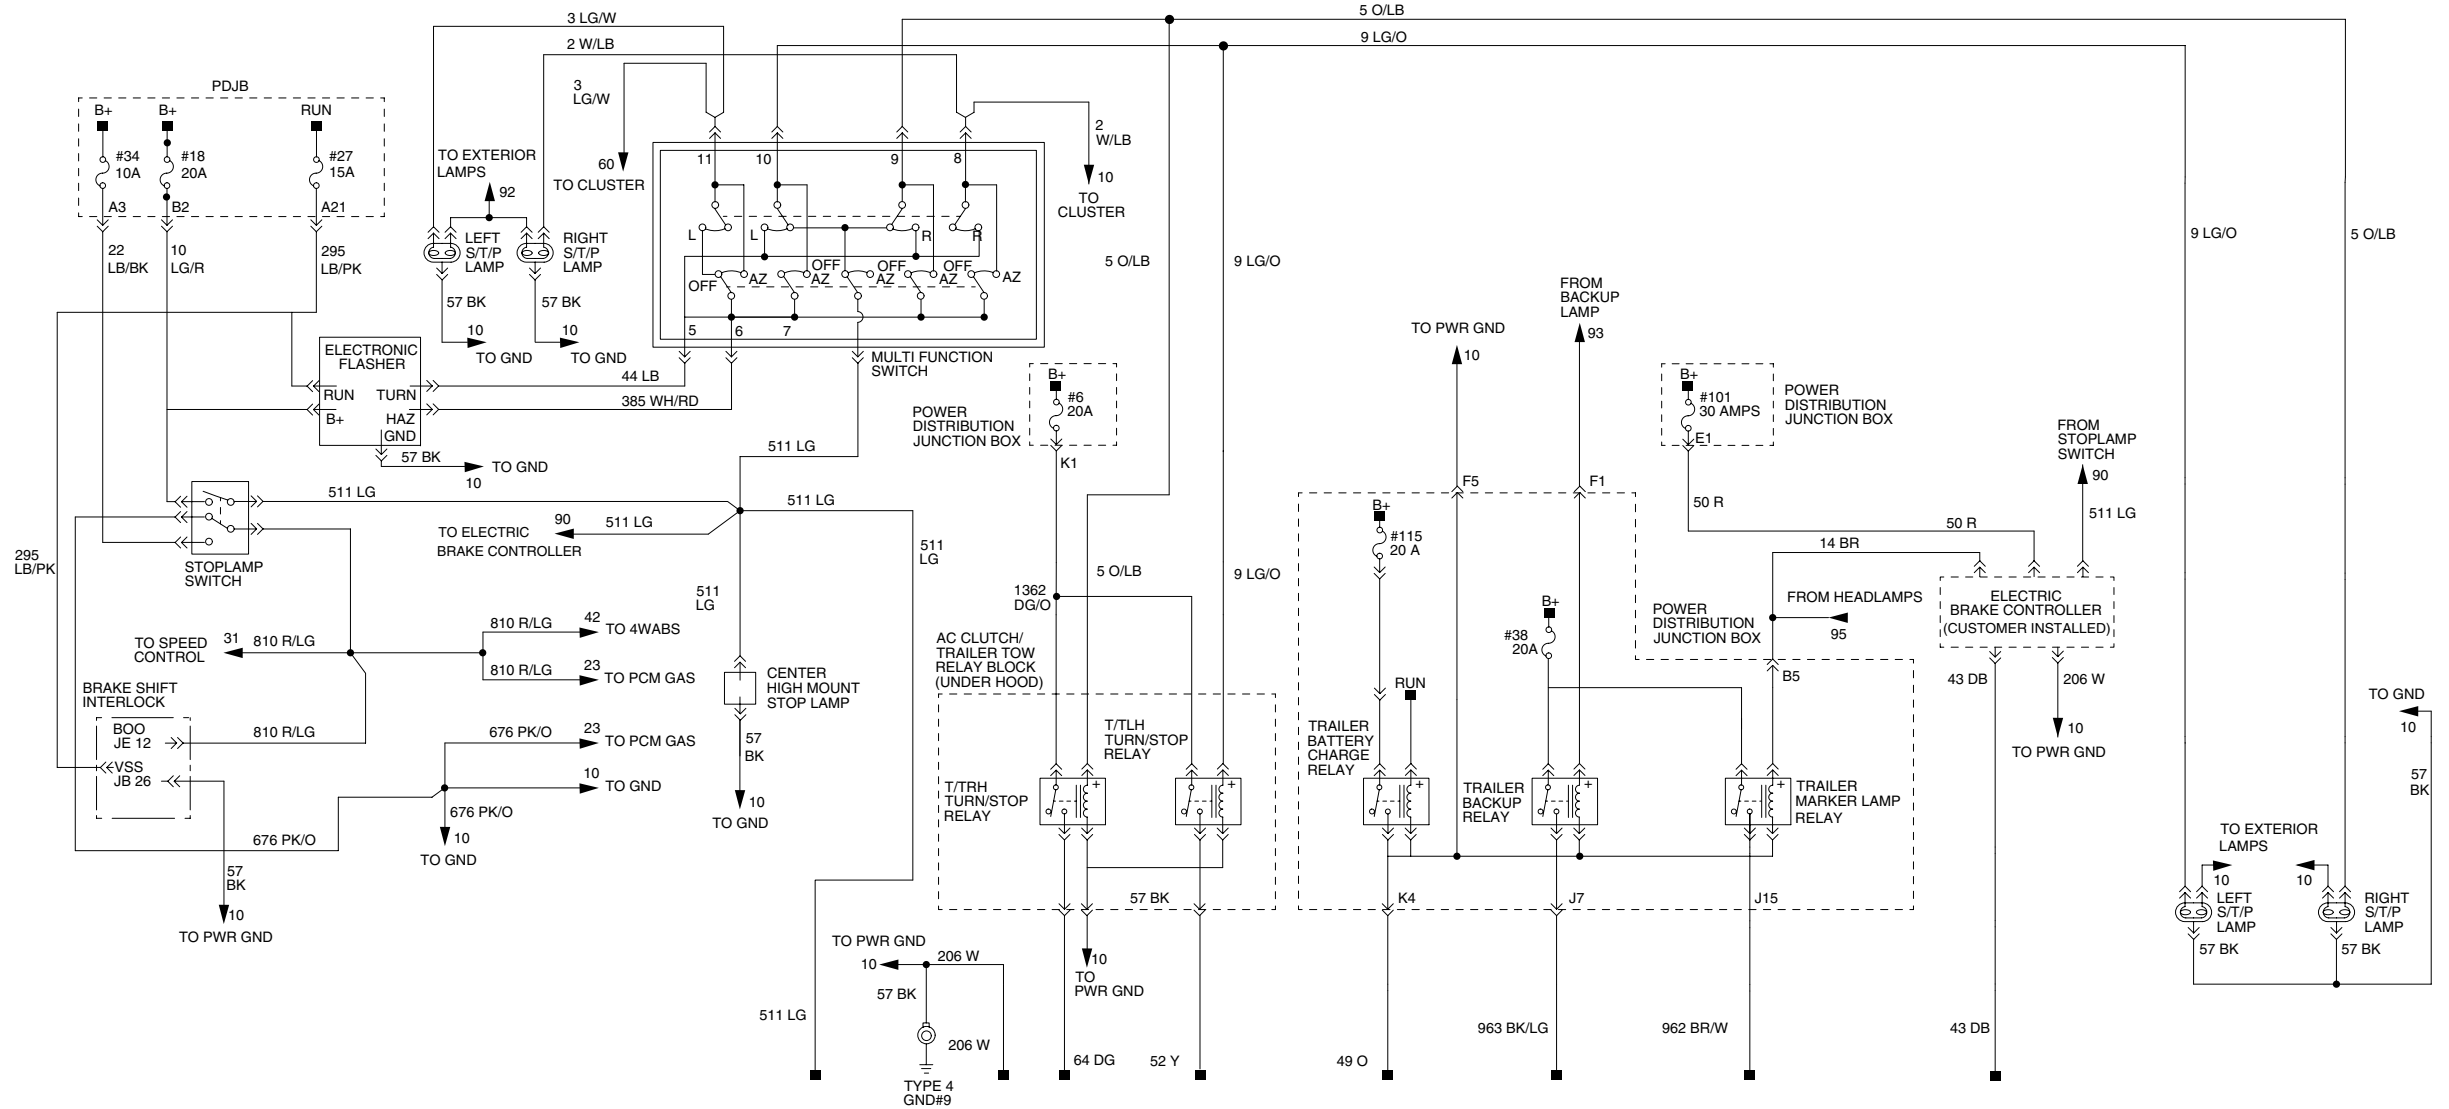 3 LG/W
5 O/LB
2 W/LB
9 LG/O
PDJB
3
LG/W
B+
B+
RUN
#34
10A
#18
20A
#27
15A
A3
B2
A21
22
LB/BK
10
LG/R
295
LB/PK
TO EXTERIOR
LAMPS
92
LEFT
S/T/P
LAMP
RIGHT
S/T/P
LAMP
57 BK
57 BK
10
TO GND
10
TO GND
60
TO CLUSTER
2
W/LB
10
TO
CLUSTER
11
10
9
8
L
L
R
R
OFF
AZ
OFF
AZ
OFF
AZ
OFF
AZ
5
6
7
MULTI FUNCTION
SWITCH
5 O/LB
9 LG/O
9 LG/O
5 O/LB
ELECTRONIC
FLASHER
RUN
TURN
B+
HAZ
GND
44 LB
385 WH/RD
57 BK
TO GND
10
511 LG
511 LG
511 LG
90
511 LG
TO ELECTRIC
BRAKE CONTROLLER
STOPLAMP
SWITCH
295
LB/PK
511
LG
511
LG
TO SPEED
CONTROL
31
810 R/LG
810 R/LG
42
TO 4WABS
810 R/LG
23
TO PCM GAS
BRAKE SHIFT
INTERLOCK
BOO
JE 12
VSS
JB 26
810 R/LG
676 PK/O
23
TO PCM GAS
10
TO GND
676 PK/O
10
TO GND
676 PK/O
57
BK
10
TO PWR GND
CENTER
HIGH MOUNT
STOP LAMP
57
BK
10
TO GND
511 LG
POWER
DISTRIBUTION
JUNCTION BOX
B+
#6
20A
K1
1362
DG/O
5 O/LB
9 LG/O
AC CLUTCH/
TRAILER TOW
RELAY BLOCK
(UNDER HOOD)
T/TRH
TURN/STOP
RELAY
+
T/TLH
TURN/STOP
RELAY
+
57 BK
10
TO
PWR GND
TO PWR GND
10
206 W
57 BK
206 W
TYPE 4
GND#9
64 DG
52 Y
TO PWR GND
10
FROM
BACKUP
LAMP
93
F5
F1
B+
#115
20 A
RUN
TRAILER
BATTERY
CHARGE
RELAY
+
B+
#38
20A
TRAILER
BACKUP
RELAY
+
TRAILER
MARKER LAMP
RELAY
+
K4
J7
J15
49 O
963 BK/LG
962 BR/W
B+
#101
30 AMPS
E1
POWER
DISTRIBUTION
JUNCTION BOX
50 R
50 R
14 BR
FROM
STOPLAMP
SWITCH
90
511 LG
FROM HEADLAMPS
95
POWER
DISTRIBUTION
JUNCTION BOX
B5
ELECTRIC
BRAKE CONTROLLER
(CUSTOMER INSTALLED)
43 DB
206 W
10
TO PWR GND
43 DB
TO GND
10
57
BK
TO EXTERIOR
LAMPS
10
10
LEFT
S/T/P
LAMP
RIGHT
S/T/P
LAMP
57 BK
57 BK